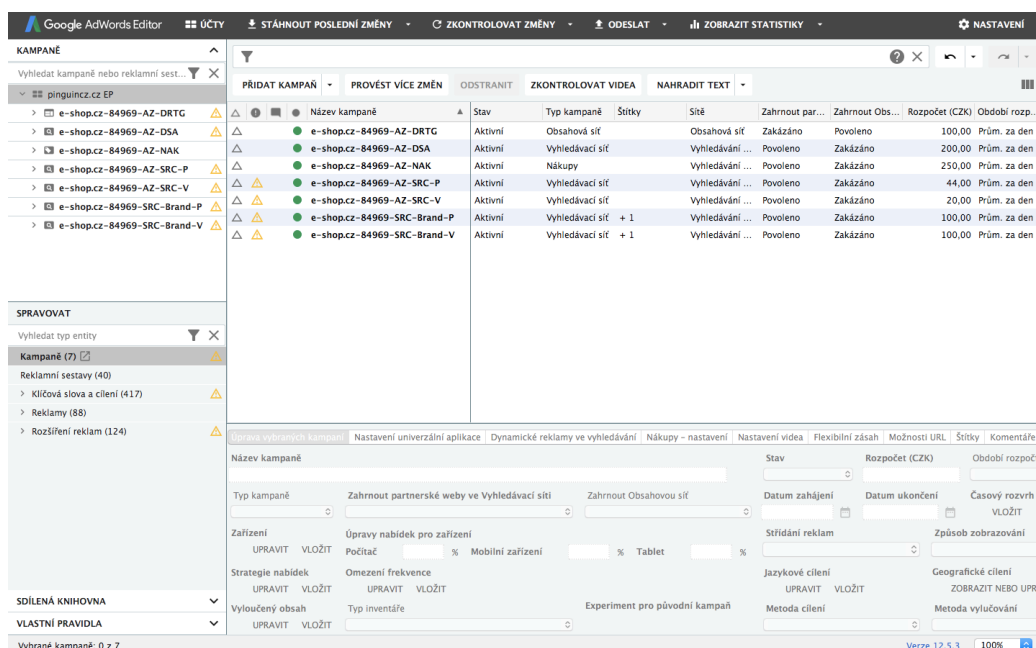 Google AdWords Editor ÚČTY STÁHNOUT POSLEDNÍ ZMĚNY ZKONTROLOVAT ZMĚNY ODESLAT ZOBRAZIT STATISTIKY NASTAVENÍ
KAMPANĚ
Vyhledat kampaně nebo reklamní sest...
pinguincz.cz EP
e-shop.cz-84969-AZ-DRTG
e-shop.cz-84969-AZ-DSA
e-shop.cz-84969-AZ-NAK
e-shop.cz-84969-AZ-SRC-P
e-shop.cz-84969-AZ-SRC-V
e-shop.cz-84969-SRC-Brand-P
e-shop.cz-84969-SRC-Brand-V
SPRAVOVAT
Vyhledat typ entity
Kampaně (7)
Reklamní sestavy (40)
Klíčová slova a cílení (417)
Reklamy (88)
Rozšíření reklam (124)
SDÍLENÁ KNIHOVNA
VLASTNÍ PRAVIDLA
Vybrané kampaně: 0 z 7
PŘIDAT KAMPAŇ PROVÉST VÍCE ZMĚN ODSTRANIT ZKONTROLOVAT VIDEA NAHRADIT TEXT
Název kampaně Stav Typ kampaně Štítky Sítě Zahrnout par... Zahrnout Obs... Rozpočet (CZK) Období rozp...
e-shop.cz-84969-AZ-DRTG Aktivní Obsahová síť Obsahová síť Zakázáno Povoleno 100,00 Prům. za den
e-shop.cz-84969-AZ-DSA Aktivní Vyhledávací síť Vyhledávání ... Povoleno Zakázáno 200,00 Prům. za den
e-shop.cz-84969-AZ-NAK Aktivní Nákupy Vyhledávání ... Povoleno Zakázáno 250,00 Prům. za den
e-shop.cz-84969-AZ-SRC-P Aktivní Vyhledávací síť Vyhledávání ... Povoleno Zakázáno 44,00 Prům. za den
e-shop.cz-84969-AZ-SRC-V Aktivní Vyhledávací síť Vyhledávání ... Povoleno Zakázáno 20,00 Prům. za den
e-shop.cz-84969-SRC-Brand-P Aktivní Vyhledávací síť + 1 Vyhledávání ... Povoleno Zakázáno 100,00 Prům. za den
e-shop.cz-84969-SRC-Brand-V Aktivní Vyhledávací síť + 1 Vyhledávání ... Povoleno Zakázáno 100,00 Prům. za den
Úprava vybraných kampaní Nastavení univerzální aplikace Dynamické reklamy ve vyhledávání Nákupy – nastavení Nastavení videa Flexibilní zásah Možnosti URL Štítky Komentáře
Název kampaně Stav Rozpočet (CZK) Období rozpoč
Typ kampaně Zahrnout partnerské weby ve Vyhledávací síti Zahrnout Obsahovou síť Datum zahájení Datum ukončení Časový rozvrh
VLOŽIT
Zařízení Úpravy nabídek pro zařízení Střídání reklam Způsob zobrazování
UPRAVIT VLOŽIT Počítač % Mobilní zařízení % Tablet %
Strategie nabídek Omezení frekvence Jazykové cílení Geografické cílení
UPRAVIT VLOŽIT UPRAVIT VLOŽIT UPRAVIT VLOŽIT ZOBRAZIT NEBO UPR
Vyloučený obsah Typ inventáře Experiment pro původní kampaň Metoda cílení Metoda vylučování
UPRAVIT VLOŽIT
Verze 12.5.3 100%